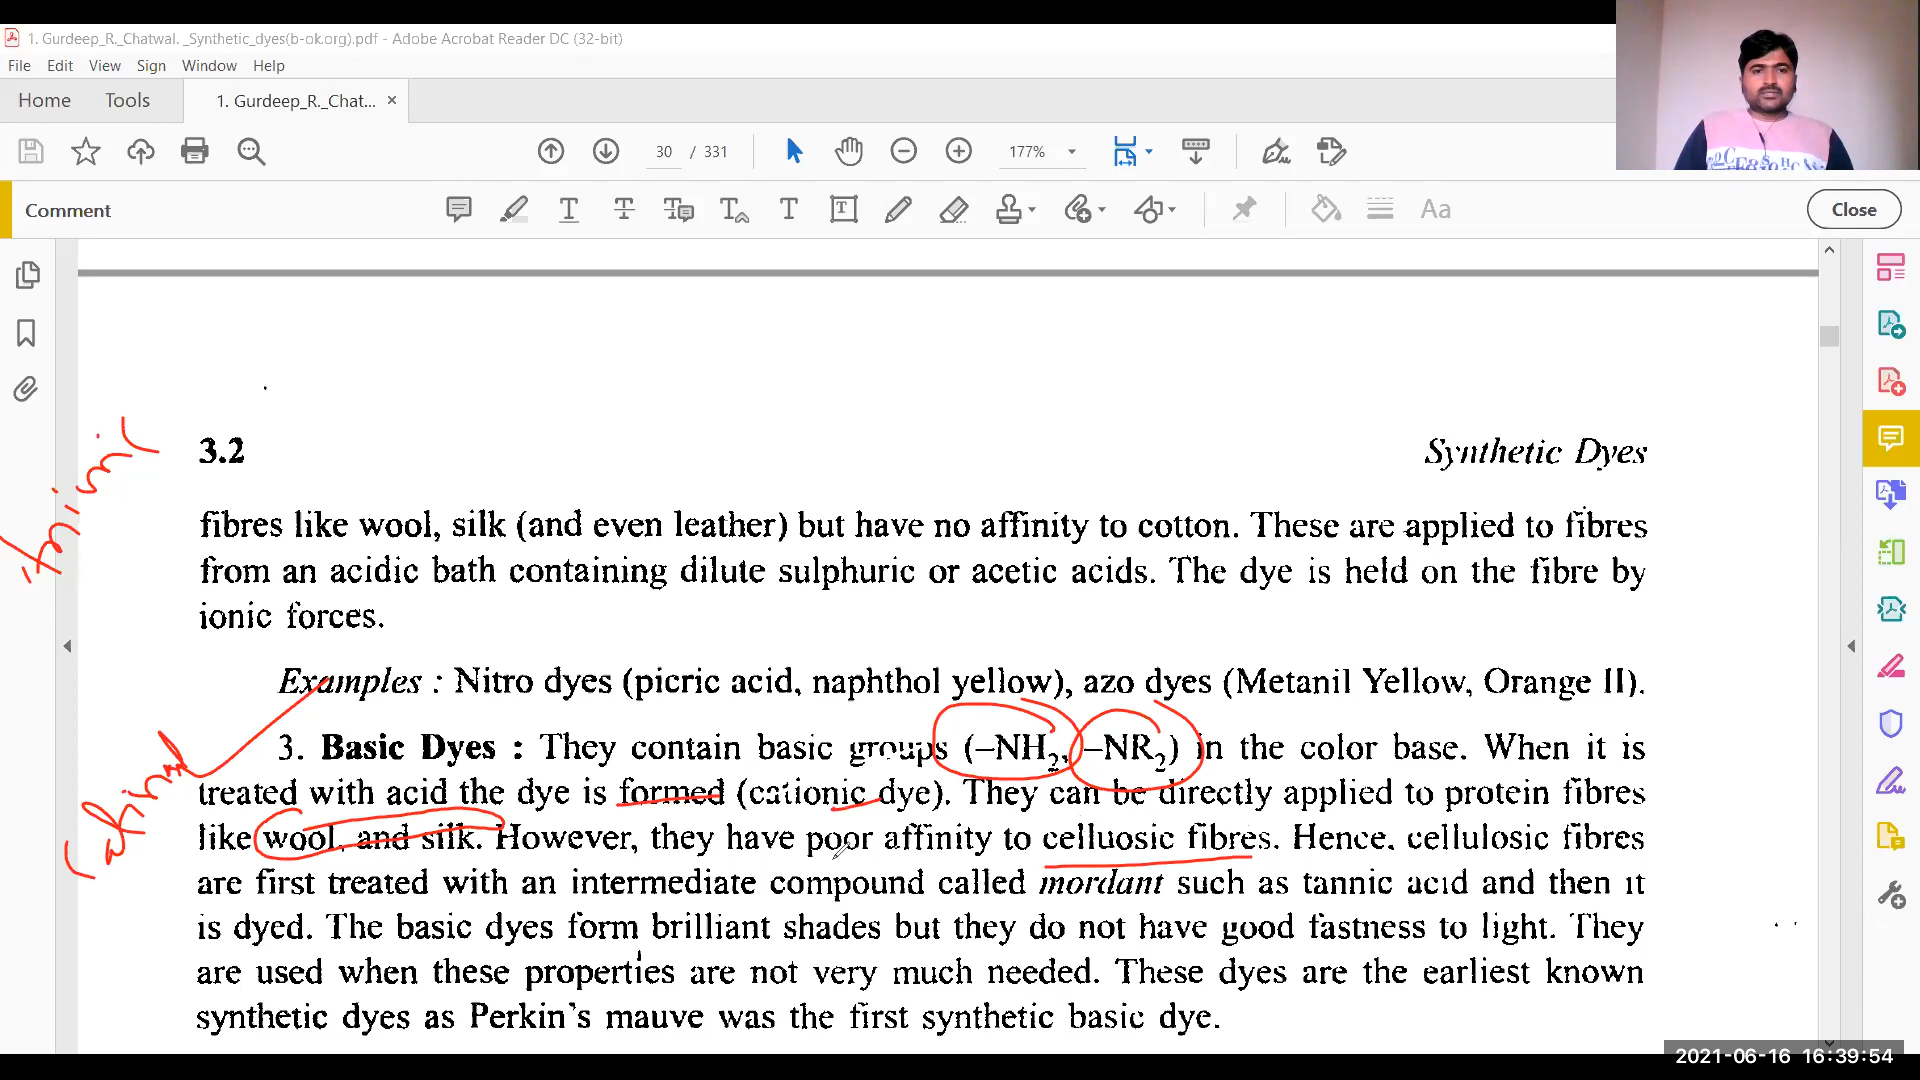 1. Gurdeep_R._Chatwal. _Synthetic_dyes(b-ok.org).pdf - Adobe Acrobat Reader DC (32-bit)
File Edit View Sign Window Help
Home Tools 1. Gurdeep_R._Chat... ×
30 / 331 177%
Comment Close
3.2 Synthetic Dyes
fibres like wool, silk (and even leather) but have no affinity to cotton. These are applied to fibres
from an acidic bath containing dilute sulphuric or acetic acids. The dye is held on the fibre by
ionic forces.
Examples : Nitro dyes (picric acid, naphthol yellow), azo dyes (Metanil Yellow, Orange II).
3. Basic Dyes : They contain basic groups (–NH2, –NR2) in the color base. When it is
treated with acid the dye is formed (cationic dye). They can be directly applied to protein fibres
like wool, and silk. However, they have poor affinity to celluosic fibres. Hence, cellulosic fibres
are first treated with an intermediate compound called mordant such as tannic acid and then it
is dyed. The basic dyes form brilliant shades but they do not have good fastness to light. They
are used when these properties are not very much needed. These dyes are the earliest known
synthetic dyes as Perkin's mauve was the first synthetic basic dye.
2021-06-16 16:39:54